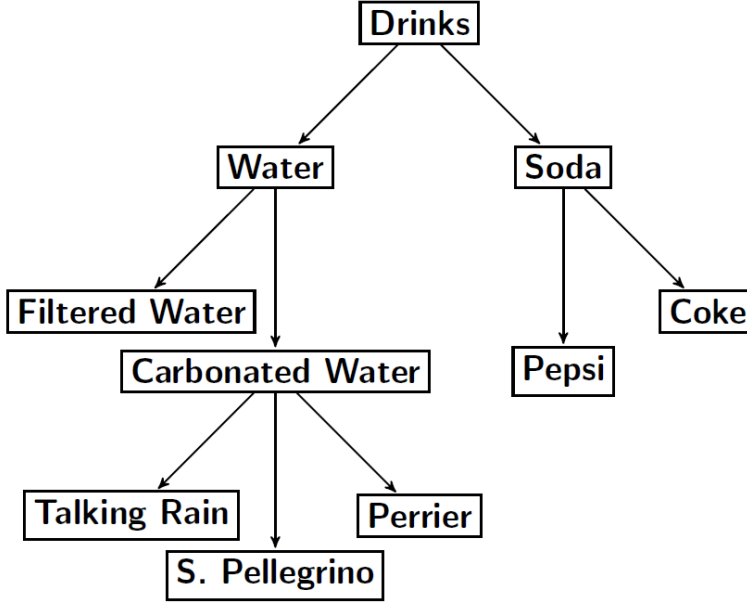 Drinks
Water
Soda
Filtered Water
Coke
Carbonated Water
Pepsi
Talking Rain
Perrier
S. Pellegrino